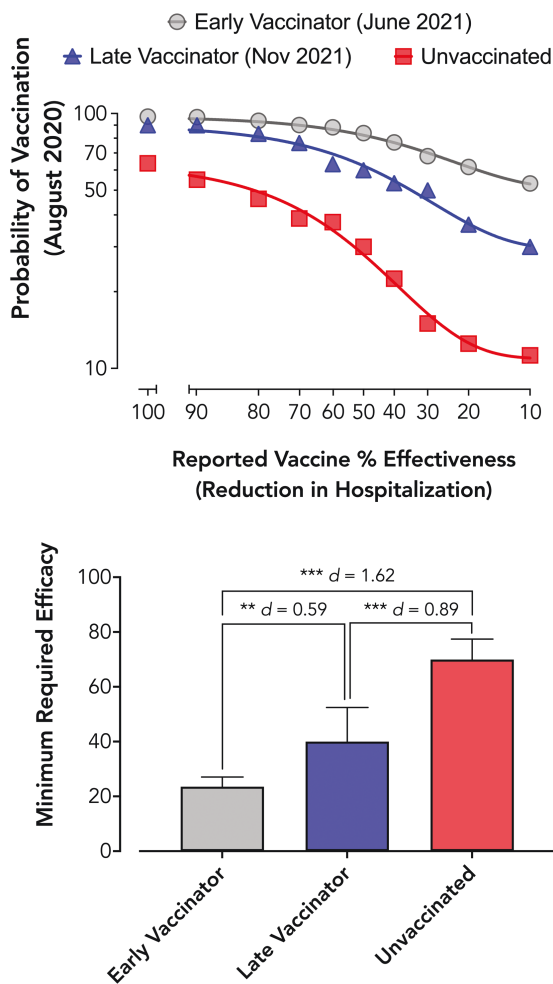 Early Vaccinator (June 2021)
Late Vaccinator (Nov 2021)
Unvaccinated
Probability of Vaccination
(August 2020)
100
70
50
10
100
90
80
70
60
50
40
30
20
10
Reported Vaccine % Effectiveness
(Reduction in Hospitalization)
Minimum Required Efficacy
100
80
60
40
20
0
*** d = 1.62
** d = 0.59
*** d = 0.89
Early Vaccinator
Late Vaccinator
Unvaccinated